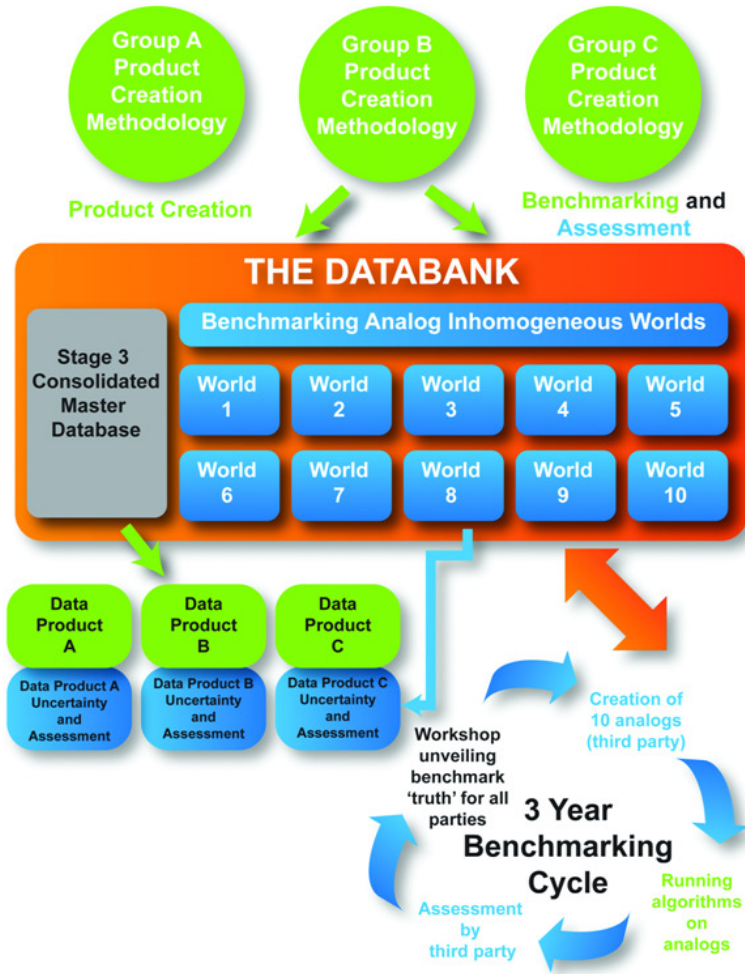 Group A
Product
Creation
Methodology
Group B
Product
Creation
Methodology
Group C
Product
Creation
Methodology
Product Creation
Benchmarking and
Assessment
THE DATABANK
Stage 3
Consolidated
Master
Database
Benchmarking Analog Inhomogeneous Worlds
World
1
World
2
World
3
World
4
World
5
World
6
World
7
World
8
World
9
World
10
Data
Product
A
Data
Product
B
Data
Product
C
Data Product A
Uncertainty
and
Assessment
Data Product B
Uncertainty
and
Assessment
Data Product C
Uncertainty
and
Assessment
Workshop
unveiling
benchmark
‘truth’ for all
parties
Creation of
10 analogs
(third party)
3 Year
Benchmarking
Cycle
Running
algorithms
on
analogs
Assessment
by
third party